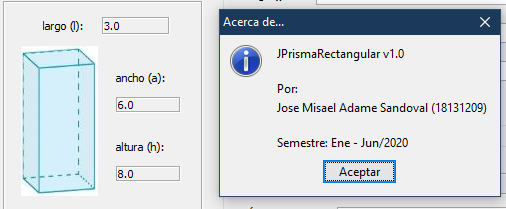 largo (l):
3.0
ancho (a):
6.0
altura (h):
8.0
Acerca de...
JPrismaRectangular v1.0
Por:
Jose Misael Adame Sandoval (18131209)
Semestre: Ene - Jun/2020
Aceptar